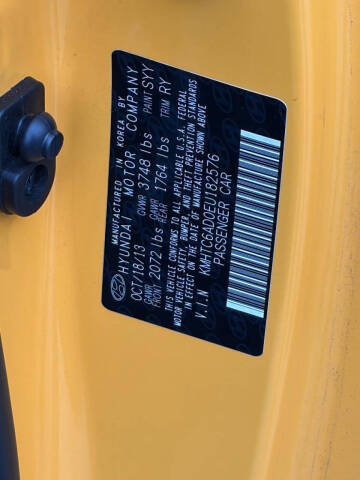 MANUFACTURED IN KOREA BY
HYUNDAI MOTOR COMPANY
OCT/18/13 GVWR 3748 lbs PAINT SYY
GAWR FRONT 2072 lbs GAWR REAR 1764 lbs TRIM RY
THIS VEHICLE CONFORMS TO ALL APPLICABLE U.S.A. FEDERAL
MOTOR VEHICLE SAFETY, BUMPER, AND THEFT PREVENTION STANDARDS
IN EFFECT ON THE DATE OF MANUFACTURE SHOWN ABOVE
V.I.N KMHTC6AD0EU182576
PASSENGER CAR